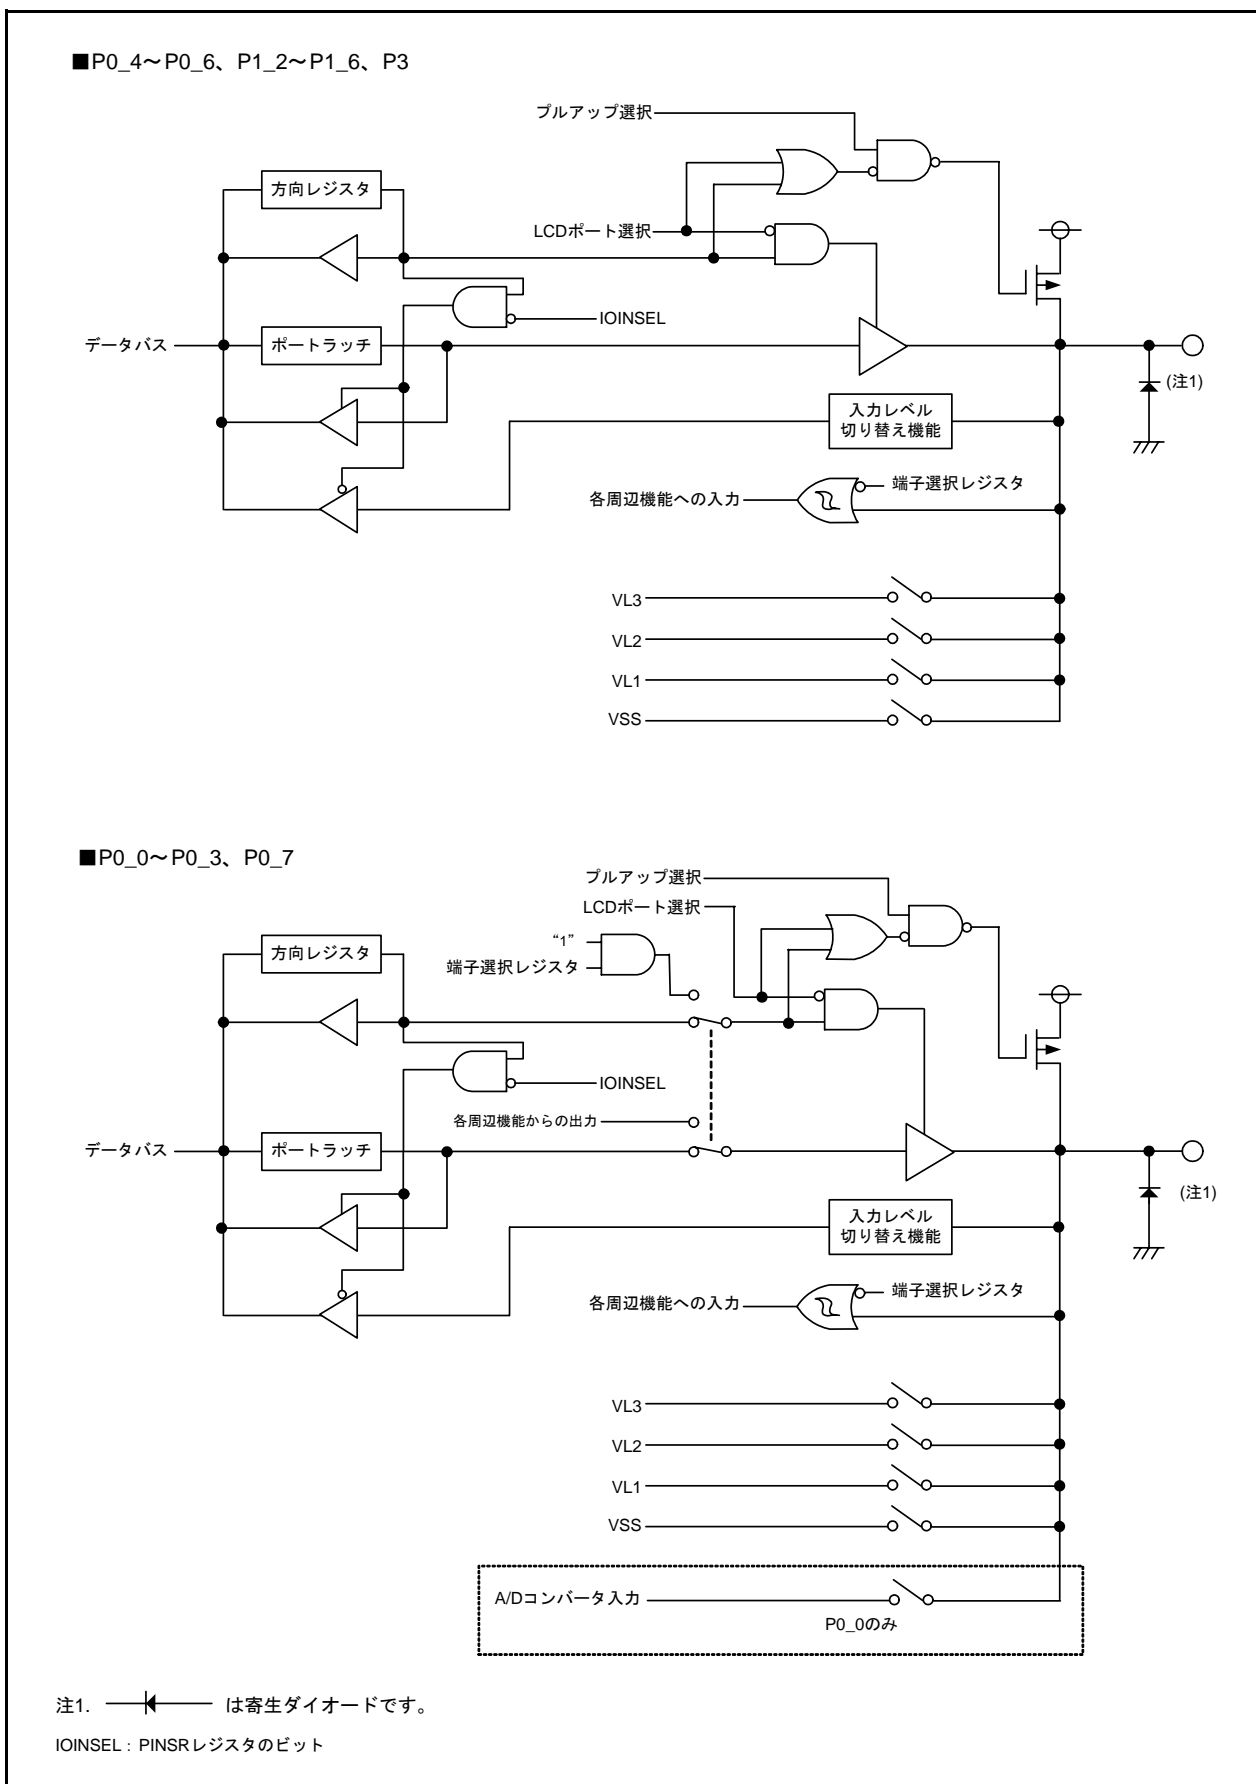 ■P0_4～P0_6、P1_2～P1_6、P3
プルアップ選択
方向レジスタ
LCDポート選択
IOINSEL
データバス
ポートラッチ
(注1)
入力レベル
切り替え機能
端子選択レジスタ
各周辺機能への入力
VL3
VL2
VL1
VSS
■P0_0～P0_3、P0_7
プルアップ選択
LCDポート選択
“1”
方向レジスタ
端子選択レジスタ
IOINSEL
各周辺機能からの出力
データバス
ポートラッチ
(注1)
入力レベル
切り替え機能
端子選択レジスタ
各周辺機能への入力
VL3
VL2
VL1
VSS
A/Dコンバータ入力
P0_0のみ
注1. は寄生ダイオードです。
IOINSEL：PINSRレジスタのビット